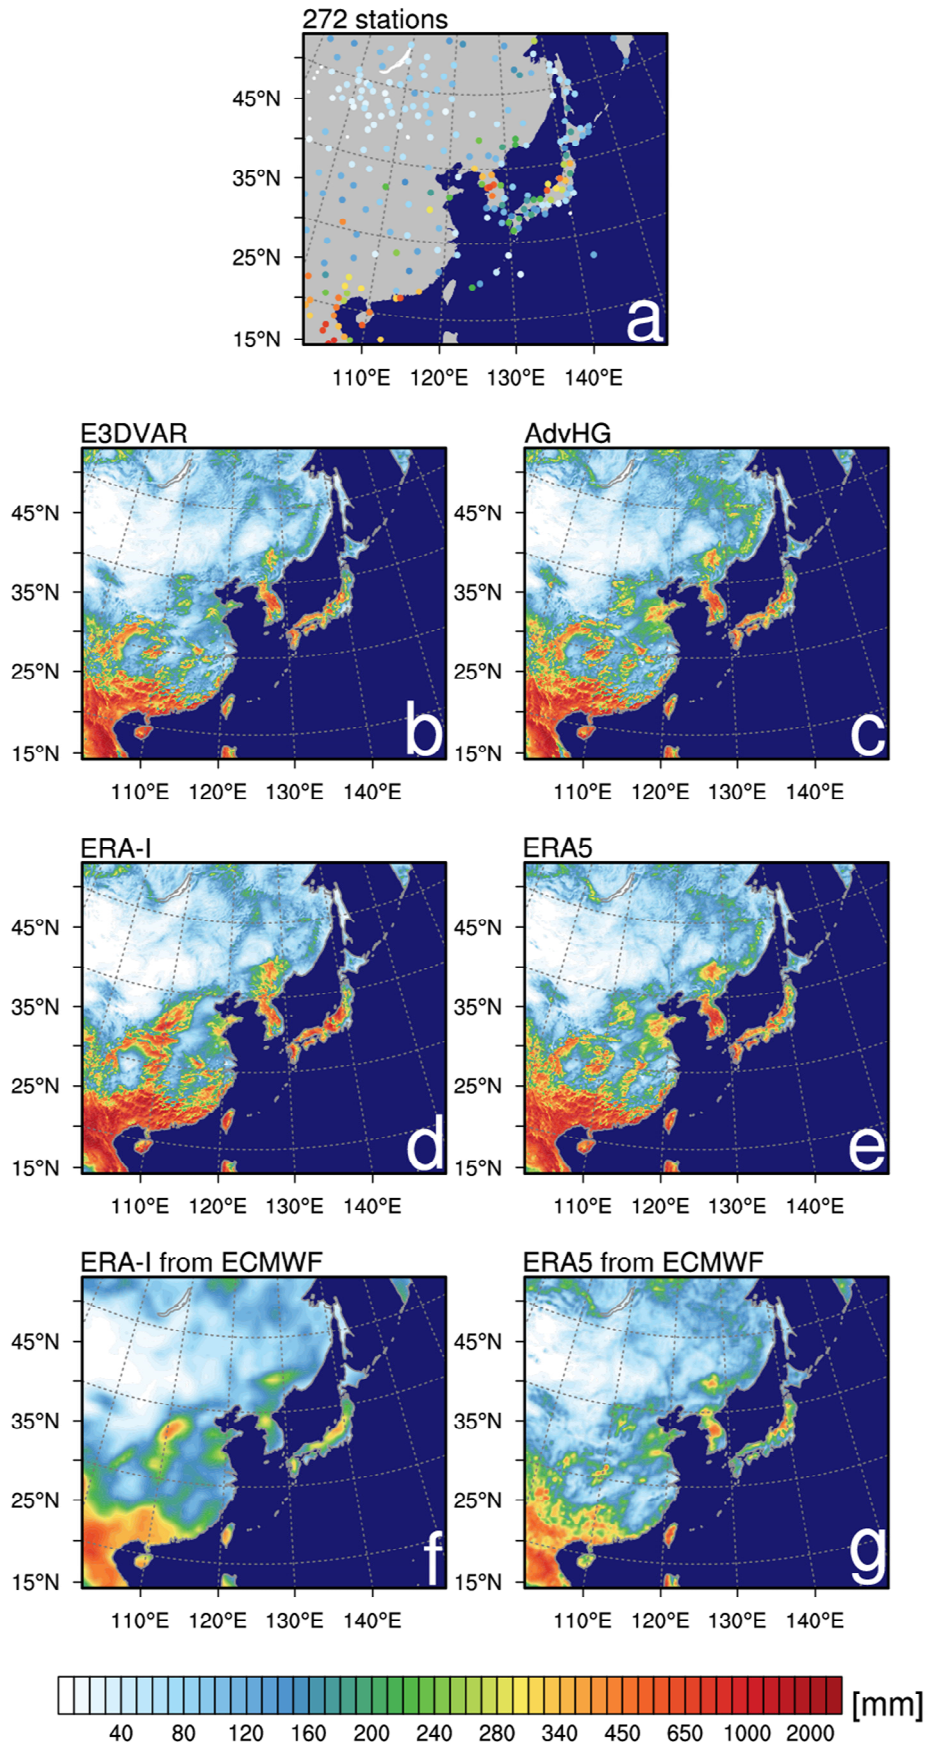 272 stations
45°N
35°N
25°N
15°N
a
110°E 120°E 130°E 140°E
E3DVAR AdvHG
45°N 45°N
35°N 35°N
25°N 25°N
15°N b 15°N c
110°E 120°E 130°E 140°E 110°E 120°E 130°E 140°E
ERA-I ERA5
45°N 45°N
35°N 35°N
25°N 25°N
15°N d 15°N e
110°E 120°E 130°E 140°E 110°E 120°E 130°E 140°E
ERA-I from ECMWF ERA5 from ECMWF
45°N 45°N
35°N 35°N
25°N 25°N
15°N f 15°N g
110°E 120°E 130°E 140°E 110°E 120°E 130°E 140°E
[mm]
40 80 120 160 200 240 280 340 450 650 1000 2000